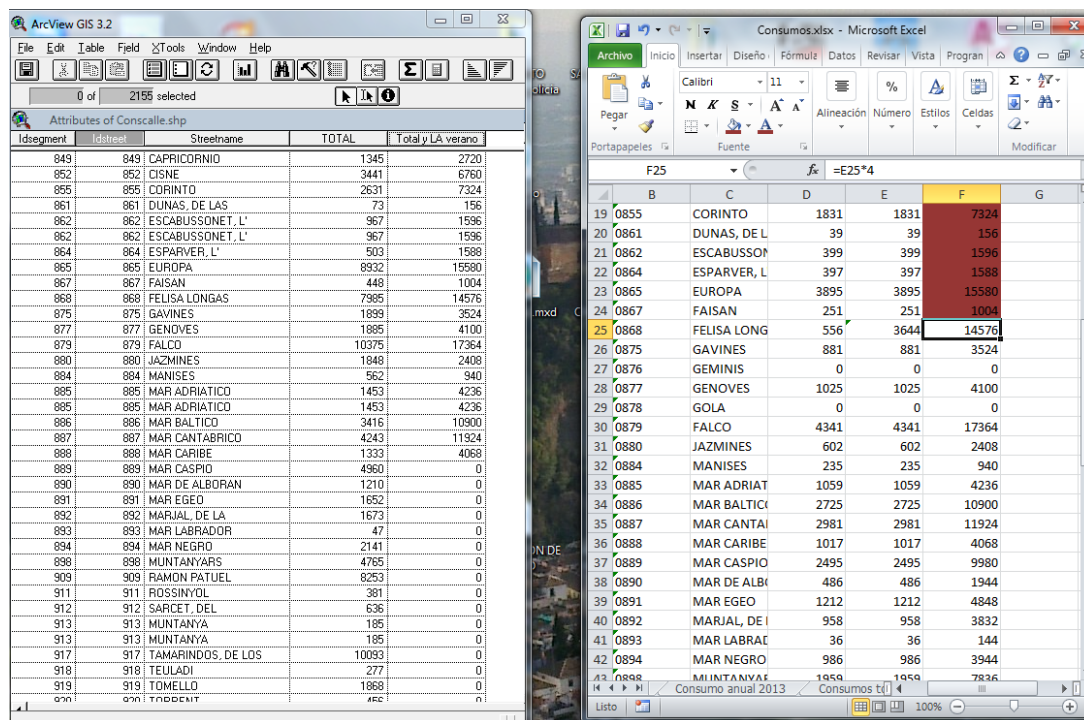 ArcView GIS 3.2
File Edit Table Field XTools Window Help
0 of 2155 selected
Attributes of Conscalle.shp
Idsegment Idstreet Streetname TOTAL Total y LA verano
849 849 CAPRICORNIO 1345 2720
852 852 CISNE 3441 6760
855 855 CORINTO 2631 7324
861 861 DUNAS, DE LAS 73 156
862 862 ESCABUSSONET, L' 967 1596
862 862 ESCABUSSONET, L' 967 1596
864 864 ESPARVER, L' 503 1588
865 865 EUROPA 8932 15580
867 867 FAISAN 448 1004
868 868 FELISA LONGAS 7985 14576
875 875 GAVINES 1899 3524
877 877 GENOVES 1885 4100
879 879 FALCO 10375 17364
880 880 JAZMINES 1848 2408
884 884 MANISES 562 940
885 885 MAR ADRIATICO 1453 4236
885 885 MAR ADRIATICO 1453 4236
886 886 MAR BALTICO 3416 10900
887 887 MAR CANTABRICO 4243 11924
888 888 MAR CARIBE 1333 4068
889 889 MAR CASPIO 4960 0
890 890 MAR DE ALBORAN 1210 0
891 891 MAR EGEO 1652 0
892 892 MARJAL, DE LA 1673 0
893 893 MAR LABRADOR 47 0
894 894 MAR NEGRO 2141 0
898 898 MUNTANYARS 4765 0
909 909 RAMON PATUEL 8253 0
911 911 ROSSINYOL 381 0
912 912 SARCET, DEL 636 0
913 913 MUNTANYA 185 0
913 913 MUNTANYA 185 0
917 917 TAMARINDOS, DE LOS 10093 0
918 918 TEULADI 277 0
919 919 TOMELLO 1868 0
920 920 TORRENT 456 0
olicia
.mxd
N DE
Consumos.xlsx - Microsoft Excel
Archivo Inicio Insertar Diseño Fórmula Datos Revisar Vista Progran
Calibri 11
N K S A A
Pegar
Alineación Número Estilos Celdas
Portapapeles Fuente Modificar
F25 fx =E25*4
B C D E F G
19 0855 CORINTO 1831 1831 7324
20 0861 DUNAS, DE L 39 39 156
21 0862 ESCABUSSON 399 399 1596
22 0864 ESPARVER, L 397 397 1588
23 0865 EUROPA 3895 3895 15580
24 0867 FAISAN 251 251 1004
25 0868 FELISA LONG 556 3644 14576
26 0875 GAVINES 881 881 3524
27 0876 GEMINIS 0 0 0
28 0877 GENOVES 1025 1025 4100
29 0878 GOLA 0 0 0
30 0879 FALCO 4341 4341 17364
31 0880 JAZMINES 602 602 2408
32 0884 MANISES 235 235 940
33 0885 MAR ADRIAT 1059 1059 4236
34 0886 MAR BALTIC 2725 2725 10900
35 0887 MAR CANTA 2981 2981 11924
36 0888 MAR CARIBE 1017 1017 4068
37 0889 MAR CASPIO 2495 2495 9980
38 0890 MAR DE ALB 486 486 1944
39 0891 MAR EGEO 1212 1212 4848
40 0892 MARJAL, DE 958 958 3832
41 0893 MAR LABRAD 36 36 144
42 0894 MAR NEGRO 986 986 3944
43 0898 MUNTANYAR 1959 1959 7836
Consumo anual 2013 Consumos t
Listo 100%